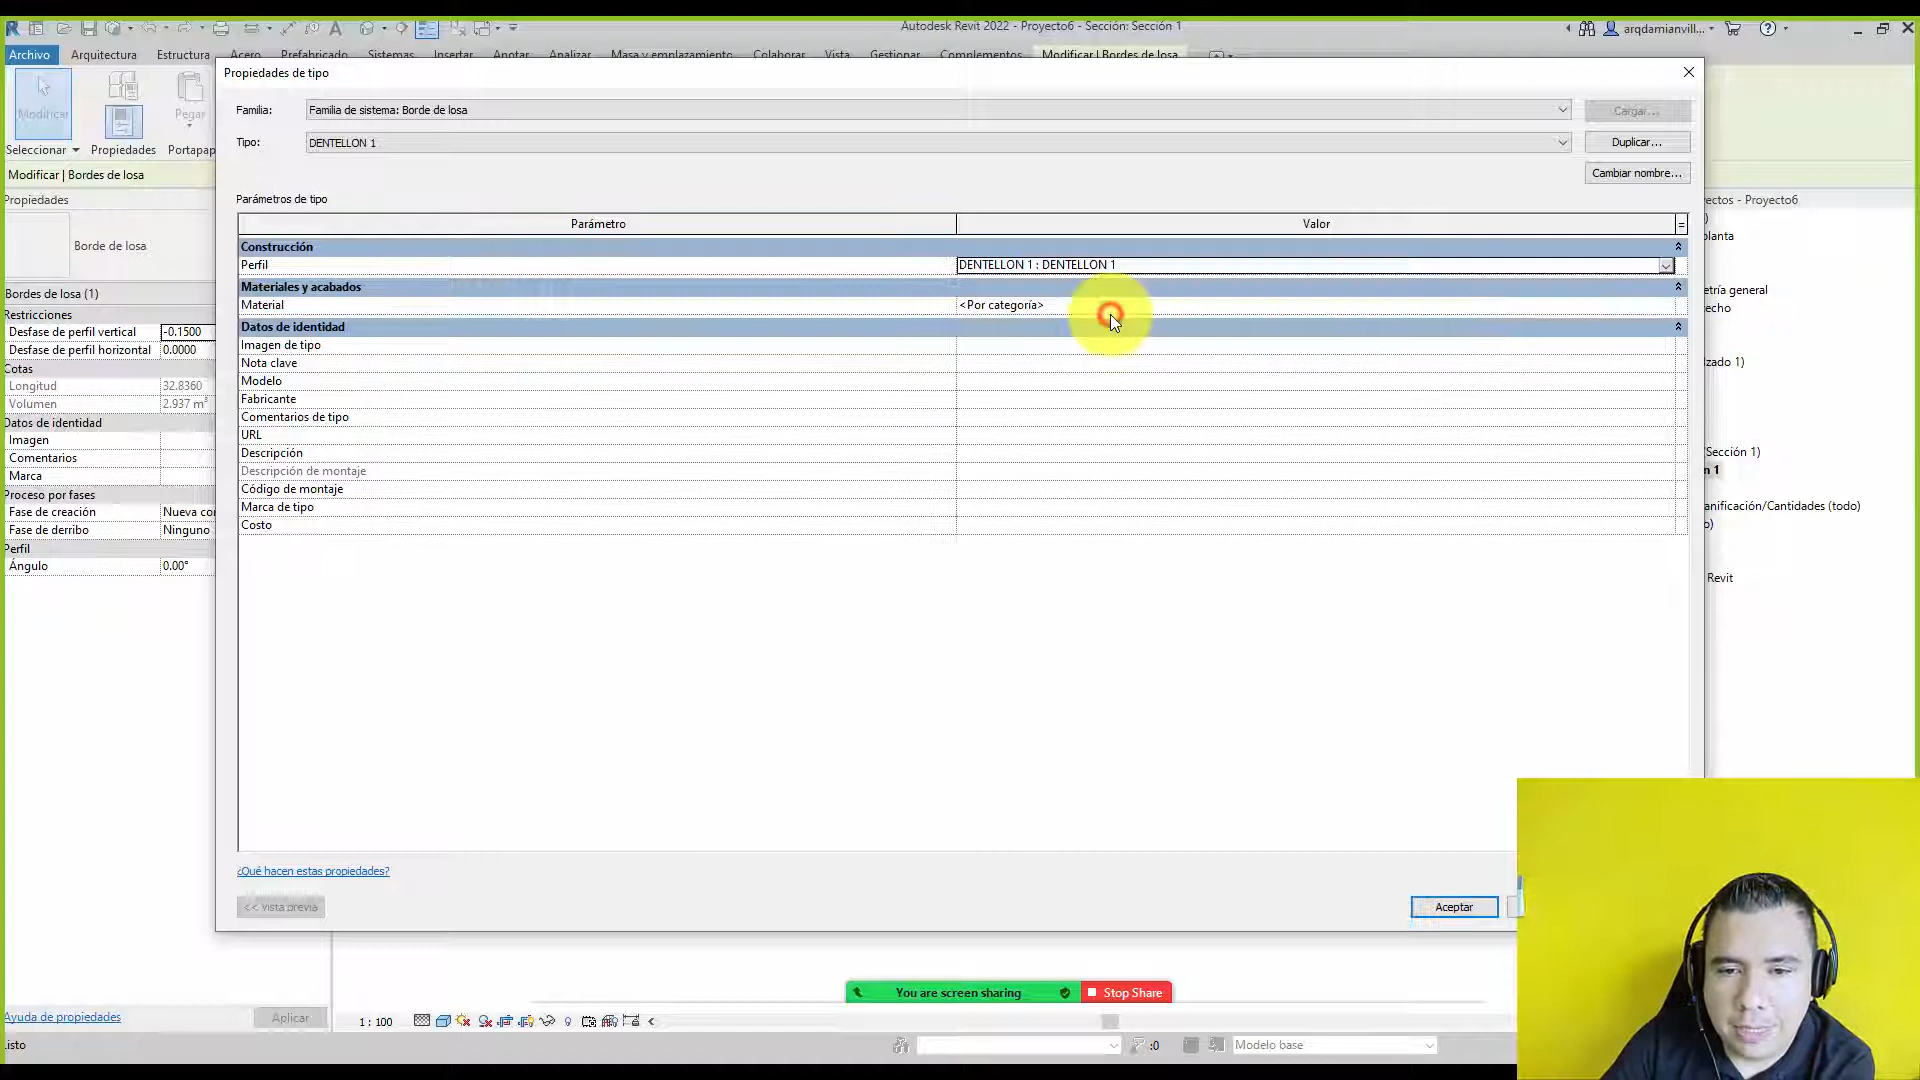 Autodesk Revit 2022 - Proyecto6 - Sección: Sección 1
arqdamianvill...
Archivo Arquitectura Estructura Acero Prefabricado Sistemas Insertar Anotar Analizar Masa y emplazamiento Colaborar Vista Gestionar Complementos Modificar | Bordes de losa
Modificar
Pegar
Seleccionar Propiedades Portapap
Modificar | Bordes de losa
Propiedades
Borde de losa
Bordes de losa (1)
Restricciones
Desfase de perfil vertical -0.1500
Desfase de perfil horizontal 0.0000
Cotas
Longitud 32.8360
Volumen 2.937 m³
Datos de identidad
Imagen
Comentarios
Marca
Proceso por fases
Fase de creación Nueva con
Fase de derribo Ninguno
Perfil
Ángulo 0.00°
Ayuda de propiedades Aplicar
Propiedades de tipo
Familia: Familia de sistema: Borde de losa Cargar...
Tipo: DENTELLON 1 Duplicar...
Cambiar nombre...
Parámetros de tipo
Parámetro Valor =
Construcción
Perfil DENTELLON 1 : DENTELLON 1
Materiales y acabados
Material <Por categoría>
Datos de identidad
Imagen de tipo
Nota clave
Modelo
Fabricante
Comentarios de tipo
URL
Descripción
Descripción de montaje
Código de montaje
Marca de tipo
Costo
¿Qué hacen estas propiedades?
<< Vista previa Aceptar
ectos - Proyecto6
)
lanta
etría general
echo
lzado 1)
Sección 1)
n 1
anificación/Cantidades (todo)
o)
Revit
You are screen sharing Stop Share
1 : 100
isto
:0 Modelo base